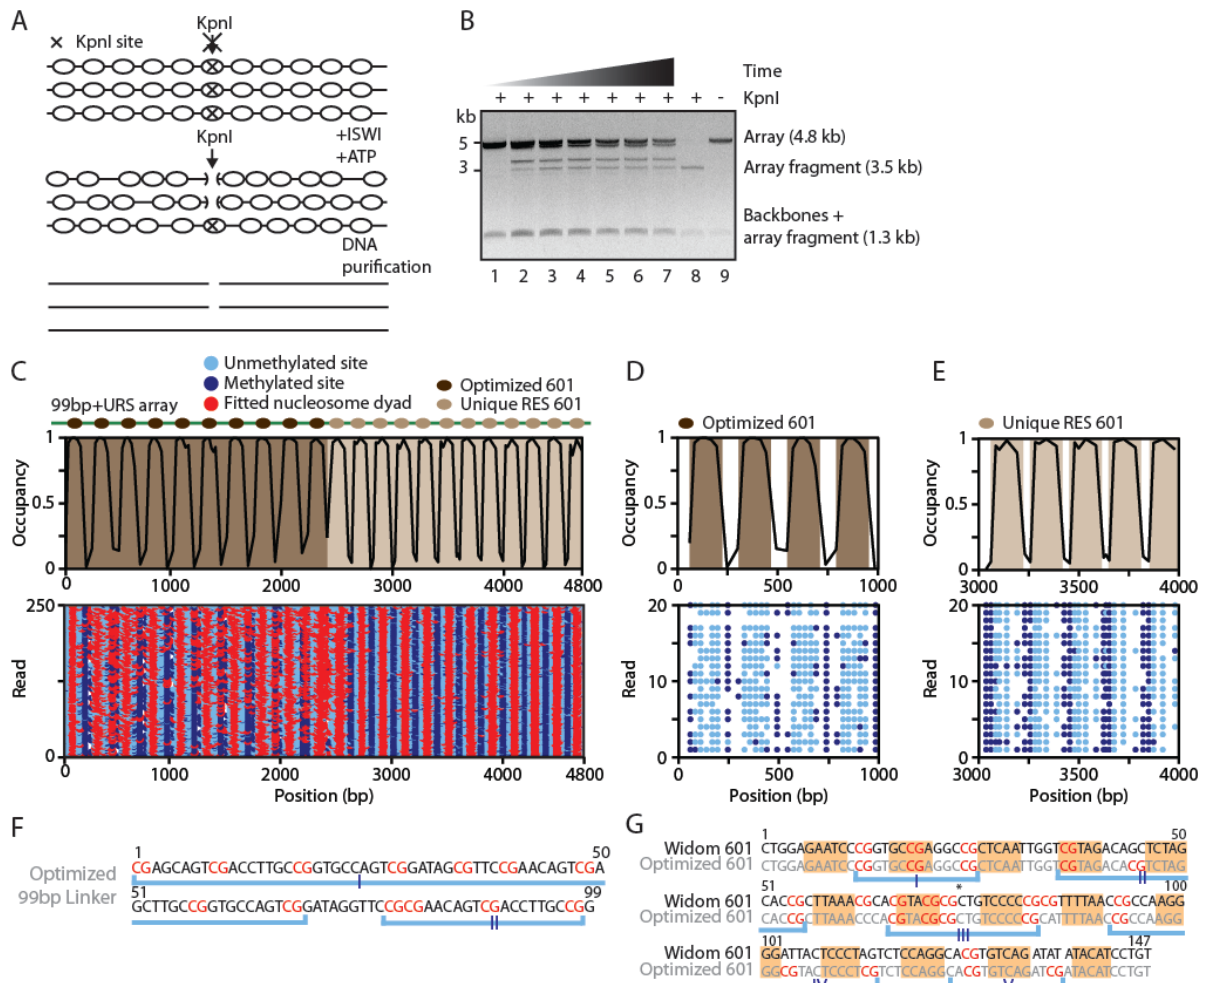 A
KpnI
× KpnI site
KpnI
+ISWI
+ATP
DNA
purification
B
Time
+ + + + + + + + - KpnI
kb
5
3
Array (4.8 kb)
Array fragment (3.5 kb)
Backbones +
array fragment (1.3 kb)
1 2 3 4 5 6 7 8 9
C
Unmethylated site
Methylated site
Fitted nucleosome dyad
Optimized 601
Unique RES 601
99bp+URS array
Occupancy
1
0.5
0
0 1000 2000 3000 4000 4800
Read
250
0
0 1000 2000 3000 4000 4800
Position (bp)
D
Optimized 601
Occupancy
1
0.5
0
0 500 1000
Read
20
10
0
0 500 1000
Position (bp)
E
Unique RES 601
Occupancy
1
0.5
0
3000 3500 4000
Read
20
10
0
3000 3500 4000
Position (bp)
F
Optimized
99bp Linker
1 50
CGAGCAGTCGACCTTGCCGGTGCCAGTCGGATAGCGTTCCGAACAGTCGA
I
51 99
GCTTGCCGGTGCCAGTCGGATAGGTTCCGCGAACAGTCGACCTTGCCGG
II
G
1 50
Widom 601 CTGGAGAATCCCGGTGCCGAGGCCGCTCAATTGGTCGTAGACAGCTCTAG
Optimized 601 CTGGAGAATCCCGGTGCCGAGGCCGCTCAATTGGTCGTAGACACGTCTAG
I II
51 * 100
Widom 601 CACCGCTTAAACGCACGTACGCGCTGTCCCCCGCGTTTTAACCGCCAAGG
Optimized 601 CACCGCTTAAACCCACGTACGCGCTGTCCCCCGCATTTTAACCGCCAAGG
III
101 147
Widom 601 GGATTACTCCCTAGTCTCCAGGCACGTGTCAGATATATACATCCTGT
Optimized 601 GGCGTACTCCCTCGTCTCCAGGCACGTGTCAGATCGATACATCCTGT